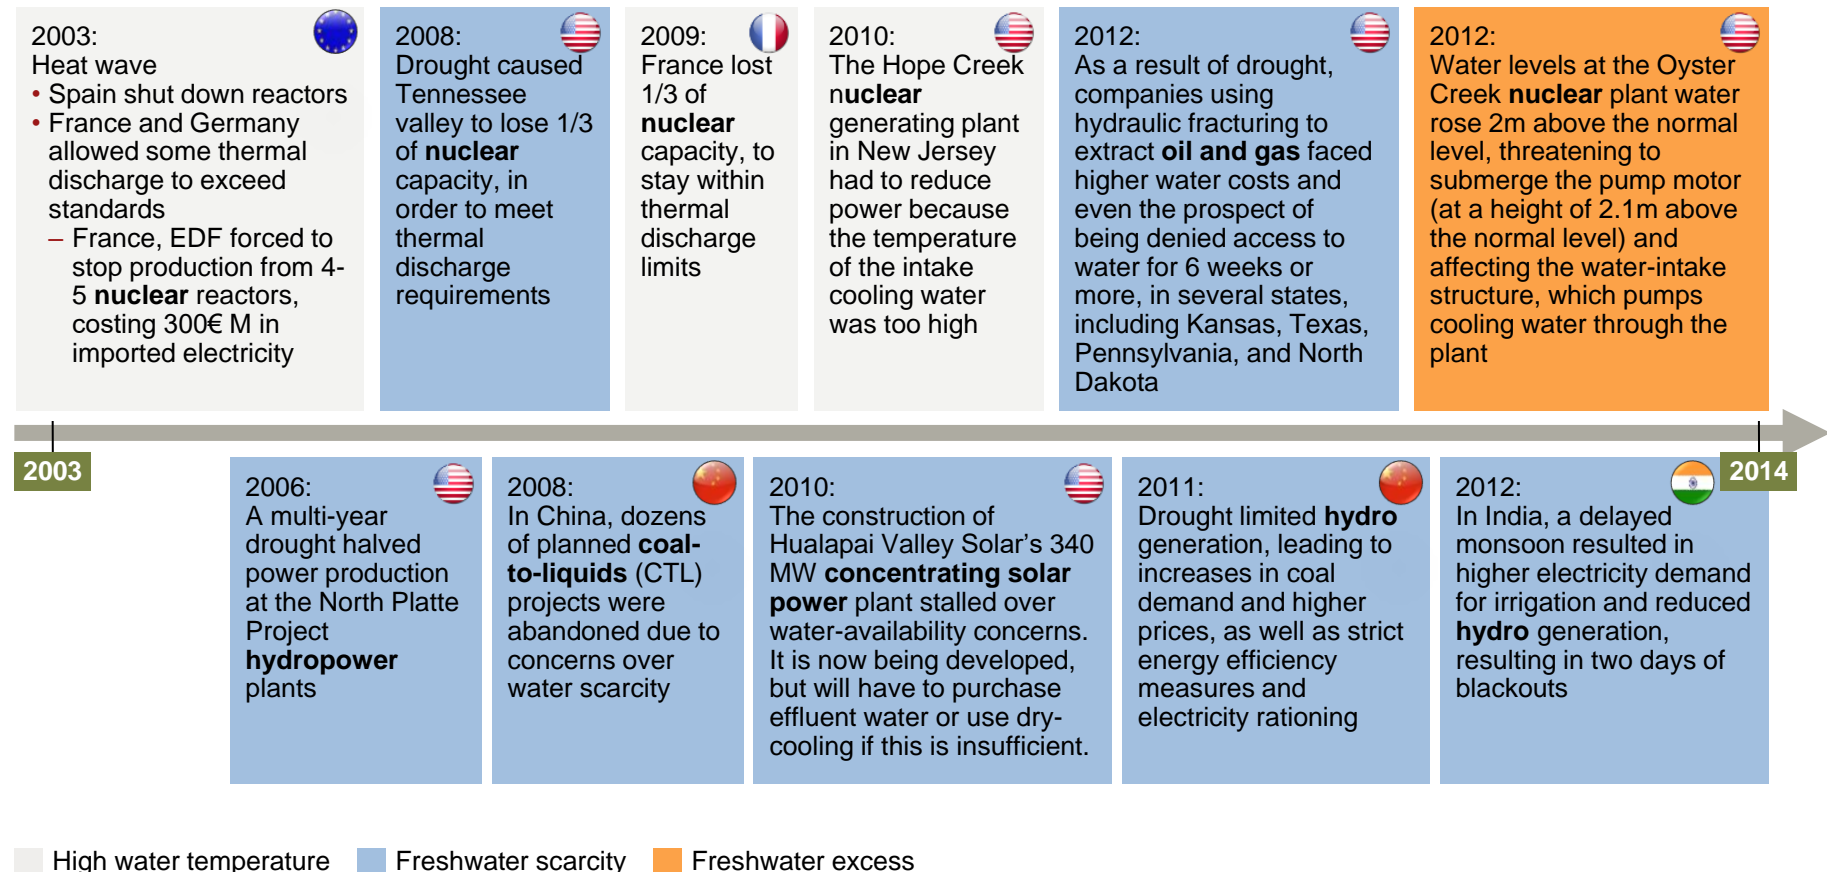 2003:
Heat wave
• Spain shut down reactors
• France and Germany
allowed some thermal
discharge to exceed
standards
– France, EDF forced to
stop production from 4-
5 nuclear reactors,
costing 300€ M in
imported electricity
2008:
Drought caused
Tennessee
valley to lose 1/3
of nuclear
capacity, in
order to meet
thermal
discharge
requirements
2009:
France lost
1/3 of
nuclear
capacity, to
stay within
thermal
discharge
limits
2010:
The Hope Creek
nuclear
generating plant
in New Jersey
had to reduce
power because
the temperature
of the intake
cooling water
was too high
2012:
As a result of drought,
companies using
hydraulic fracturing to
extract oil and gas faced
higher water costs and
even the prospect of
being denied access to
water for 6 weeks or
more, in several states,
including Kansas, Texas,
Pennsylvania, and North
Dakota
2012:
Water levels at the Oyster
Creek nuclear plant water
rose 2m above the normal
level, threatening to
submerge the pump motor
(at a height of 2.1m above
the normal level) and
affecting the water-intake
structure, which pumps
cooling water through the
plant
2003
2014
2006:
A multi-year
drought halved
power production
at the North Platte
Project
hydropower
plants
2008:
In China, dozens
of planned coal-
to-liquids (CTL)
projects were
abandoned due to
concerns over
water scarcity
2010:
The construction of
Hualapai Valley Solar’s 340
MW concentrating solar
power plant stalled over
water-availability concerns.
It is now being developed,
but will have to purchase
effluent water or use dry-
cooling if this is insufficient.
2011:
Drought limited hydro
generation, leading to
increases in coal
demand and higher
prices, as well as strict
energy efficiency
measures and
electricity rationing
2012:
In India, a delayed
monsoon resulted in
higher electricity demand
for irrigation and reduced
hydro generation,
resulting in two days of
blackouts
High water temperature
Freshwater scarcity
Freshwater excess